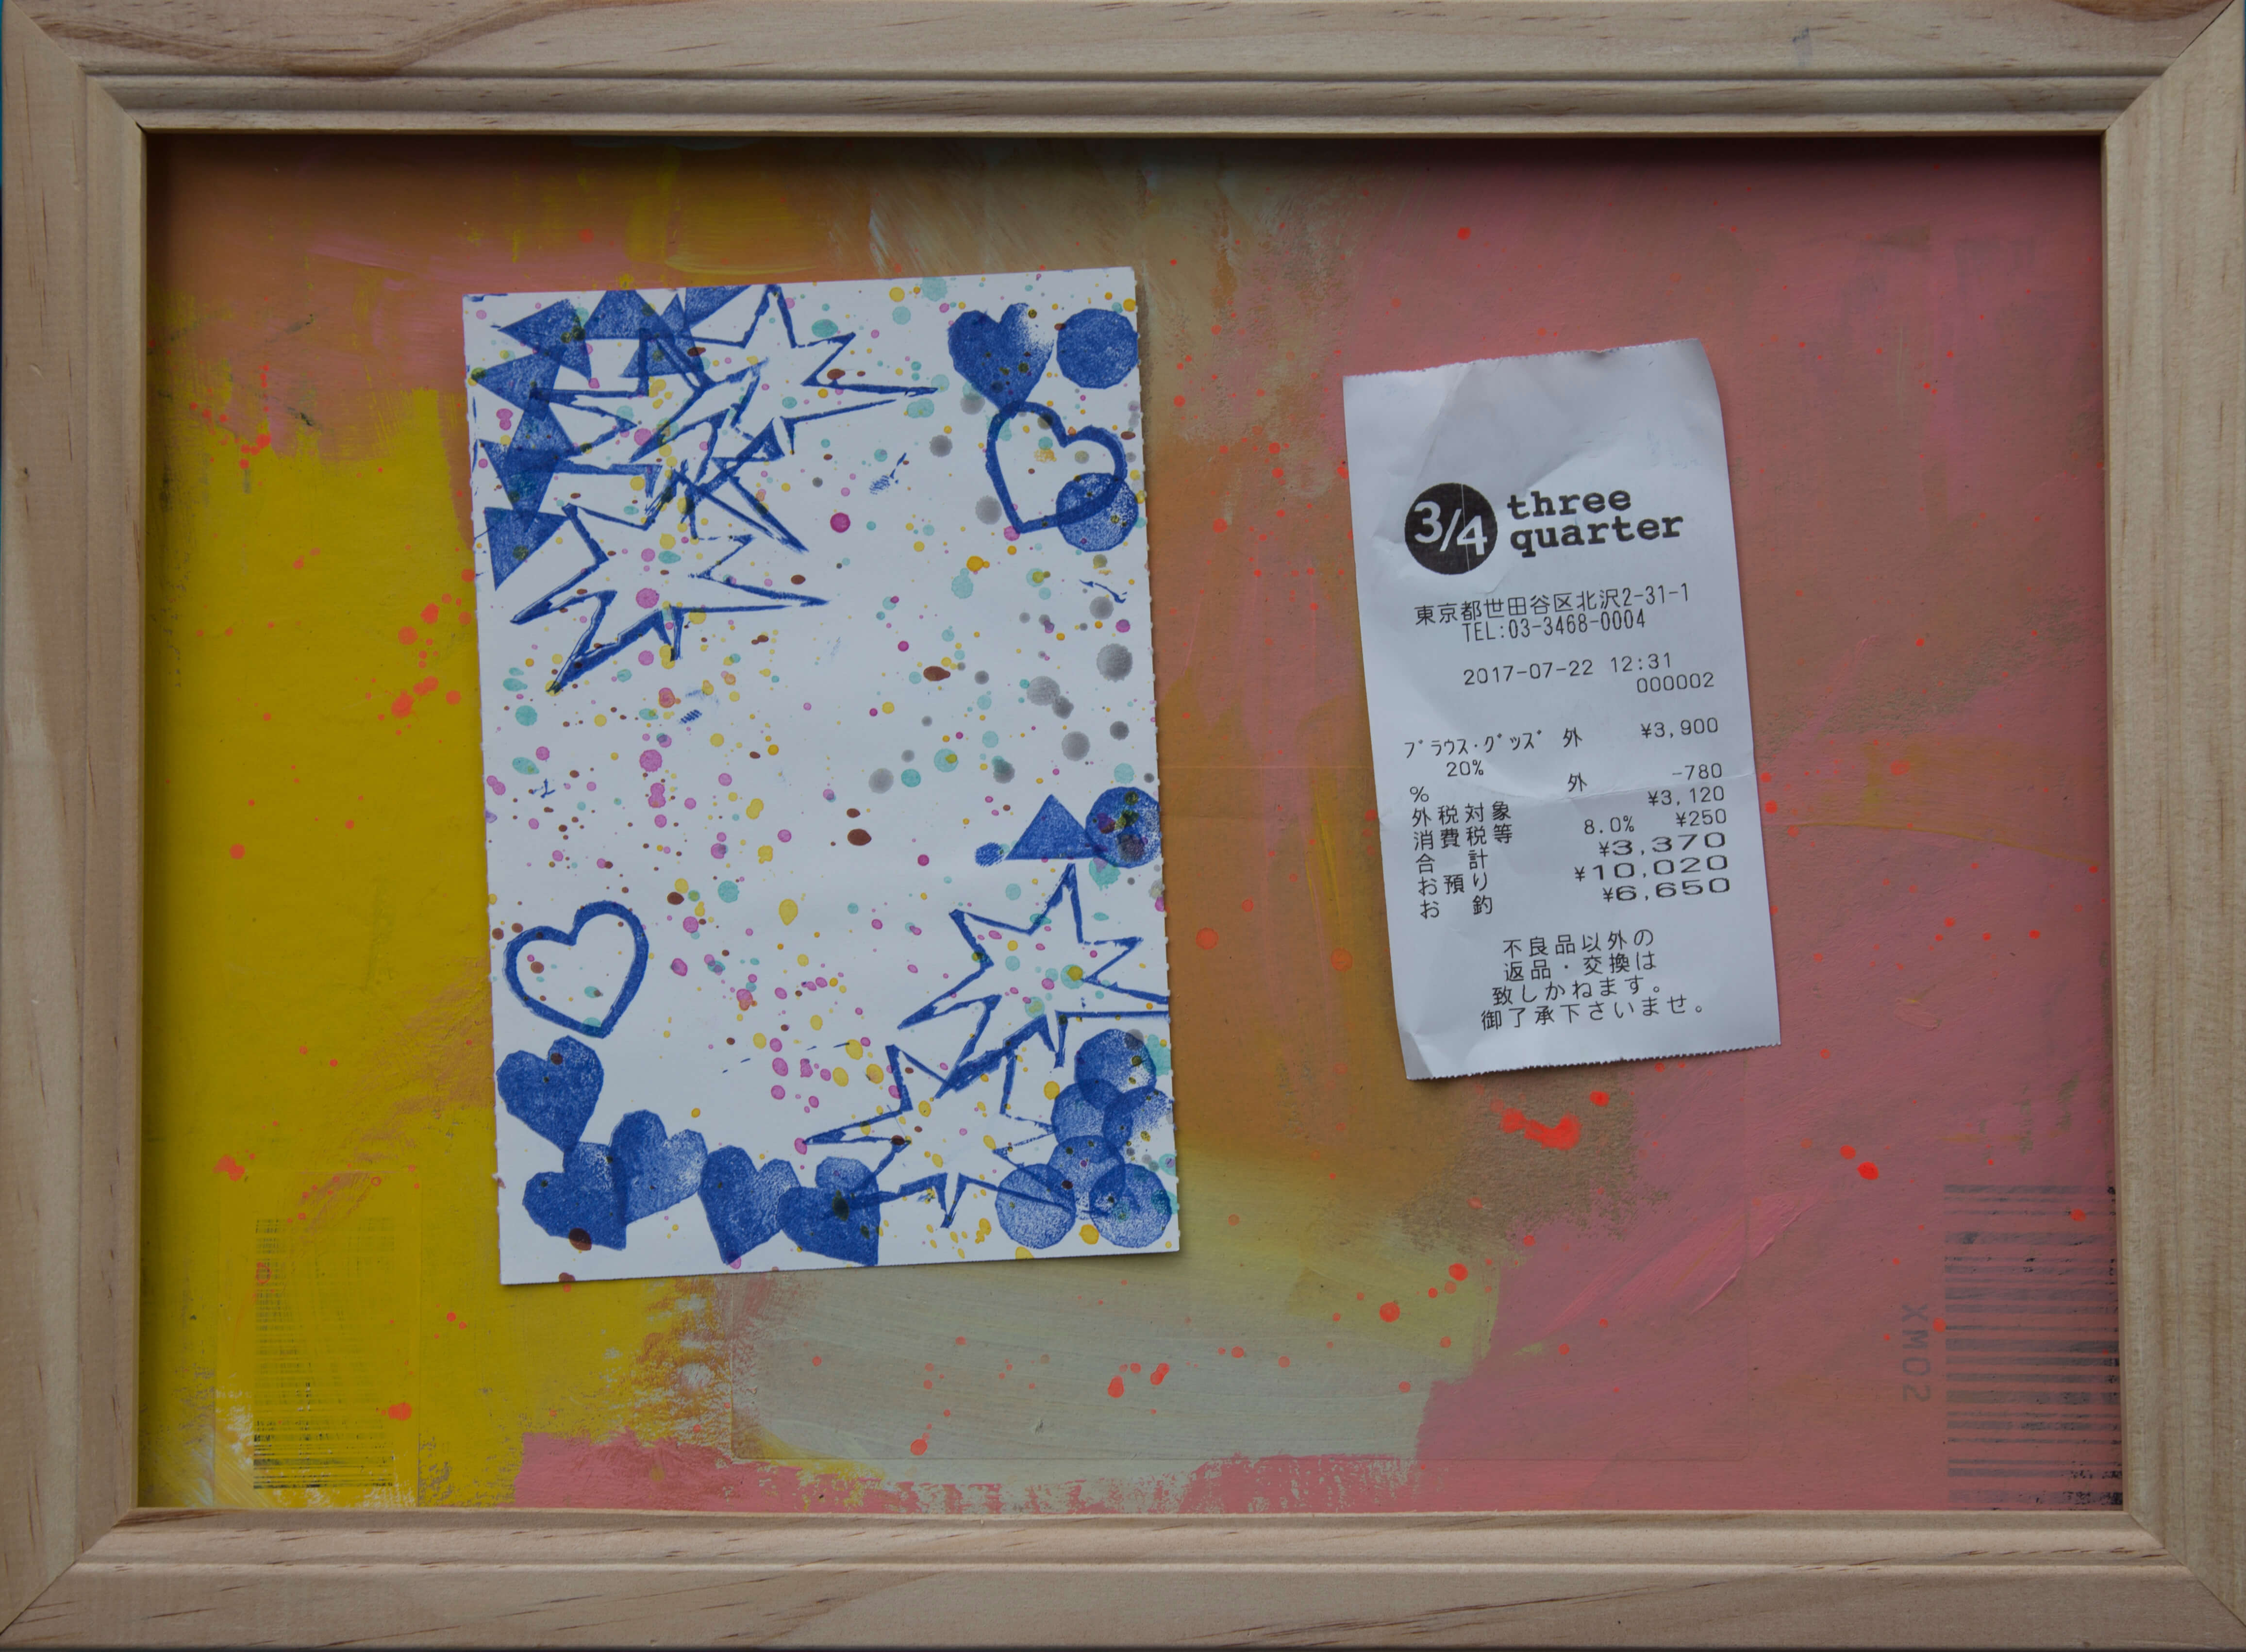 3/4 three
quarter
東京都世田谷区北沢2-31-1
TEL:03-3468-0004
2017-07-22 12:31
000002
ブラウス・グッズ 外 ¥3,900
20%
% 外 -780
外税対象 ¥3,120
消費税等 8.0% ¥250
合 計 ¥3,370
お預り ¥10,020
お 釣 ¥6,650
不良品以外の
返品・交換は
致しかねます。
御了承下さいませ。
XM02